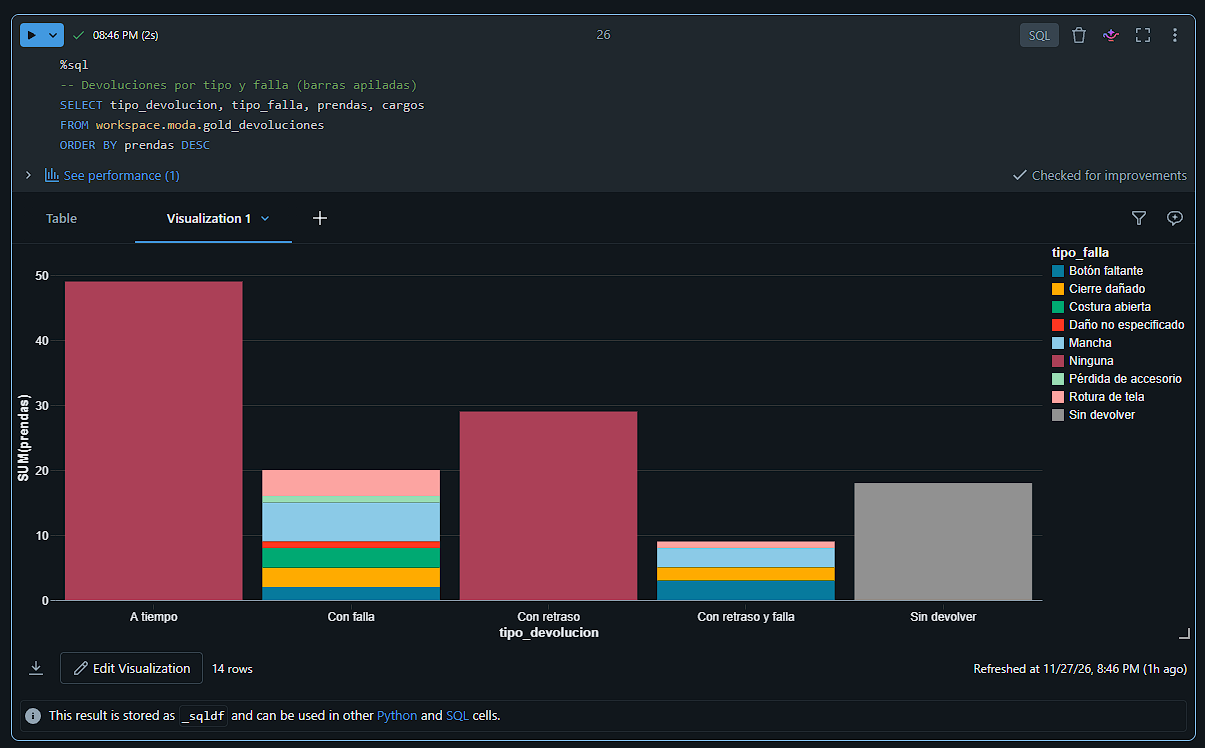 08:46 PM (2s)
26
SQL
%sql
-- Devoluciones por tipo y falla (barras apiladas)
SELECT tipo_devolucion, tipo_falla, prendas, cargos
FROM workspace.moda.gold_devoluciones
ORDER BY prendas DESC
See performance (1)
Checked for improvements
Table
Visualization 1
tipo_falla
Botón faltante
Cierre dañado
Costura abierta
Daño no especificado
Mancha
Ninguna
Pérdida de accesorio
Rotura de tela
Sin devolver
SUM(prendas)
50
40
30
20
10
0
A tiempo
Con falla
Con retraso
Con retraso y falla
Sin devolver
tipo_devolucion
Edit Visualization
14 rows
Refreshed at 11/27/26, 8:46 PM (1h ago)
This result is stored as _sqldf and can be used in other Python and SQL cells.